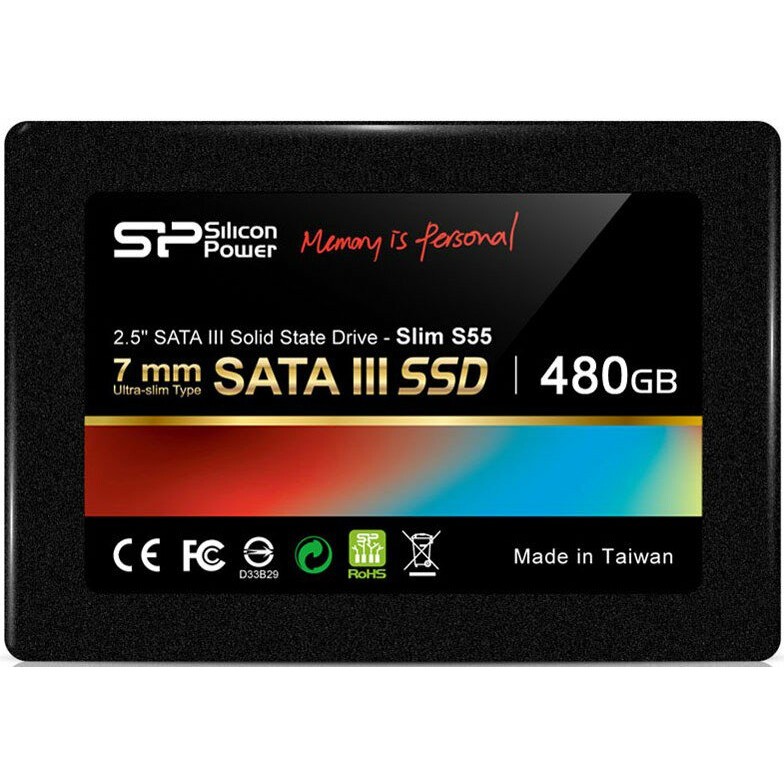 SP Silicon Power Memory is personal
2.5" SATA III Solid State Drive - Slim S55
7 mm Ultra-slim Type SATA III SSD | 480GB
CE FC D33B29 SP RoHS Made in Taiwan